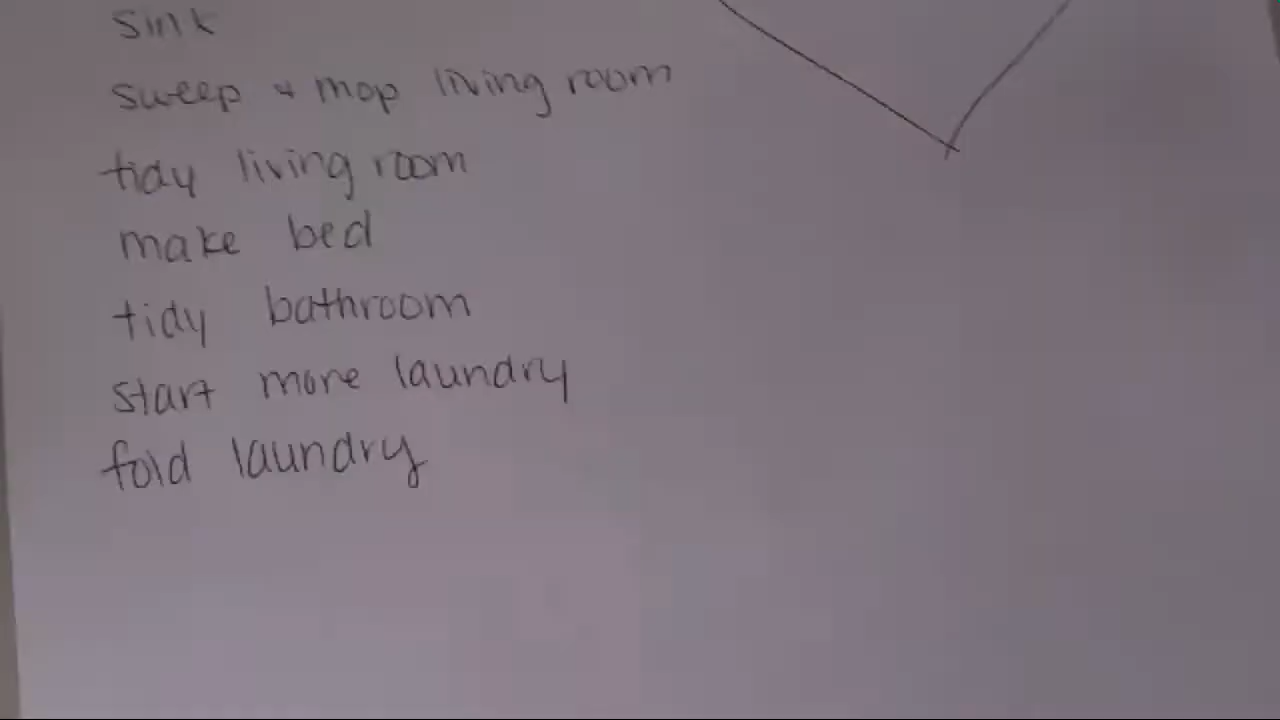 sink
sweep & mop living room
tidy living room
make bed
tidy bathroom
start more laundry
fold laundry